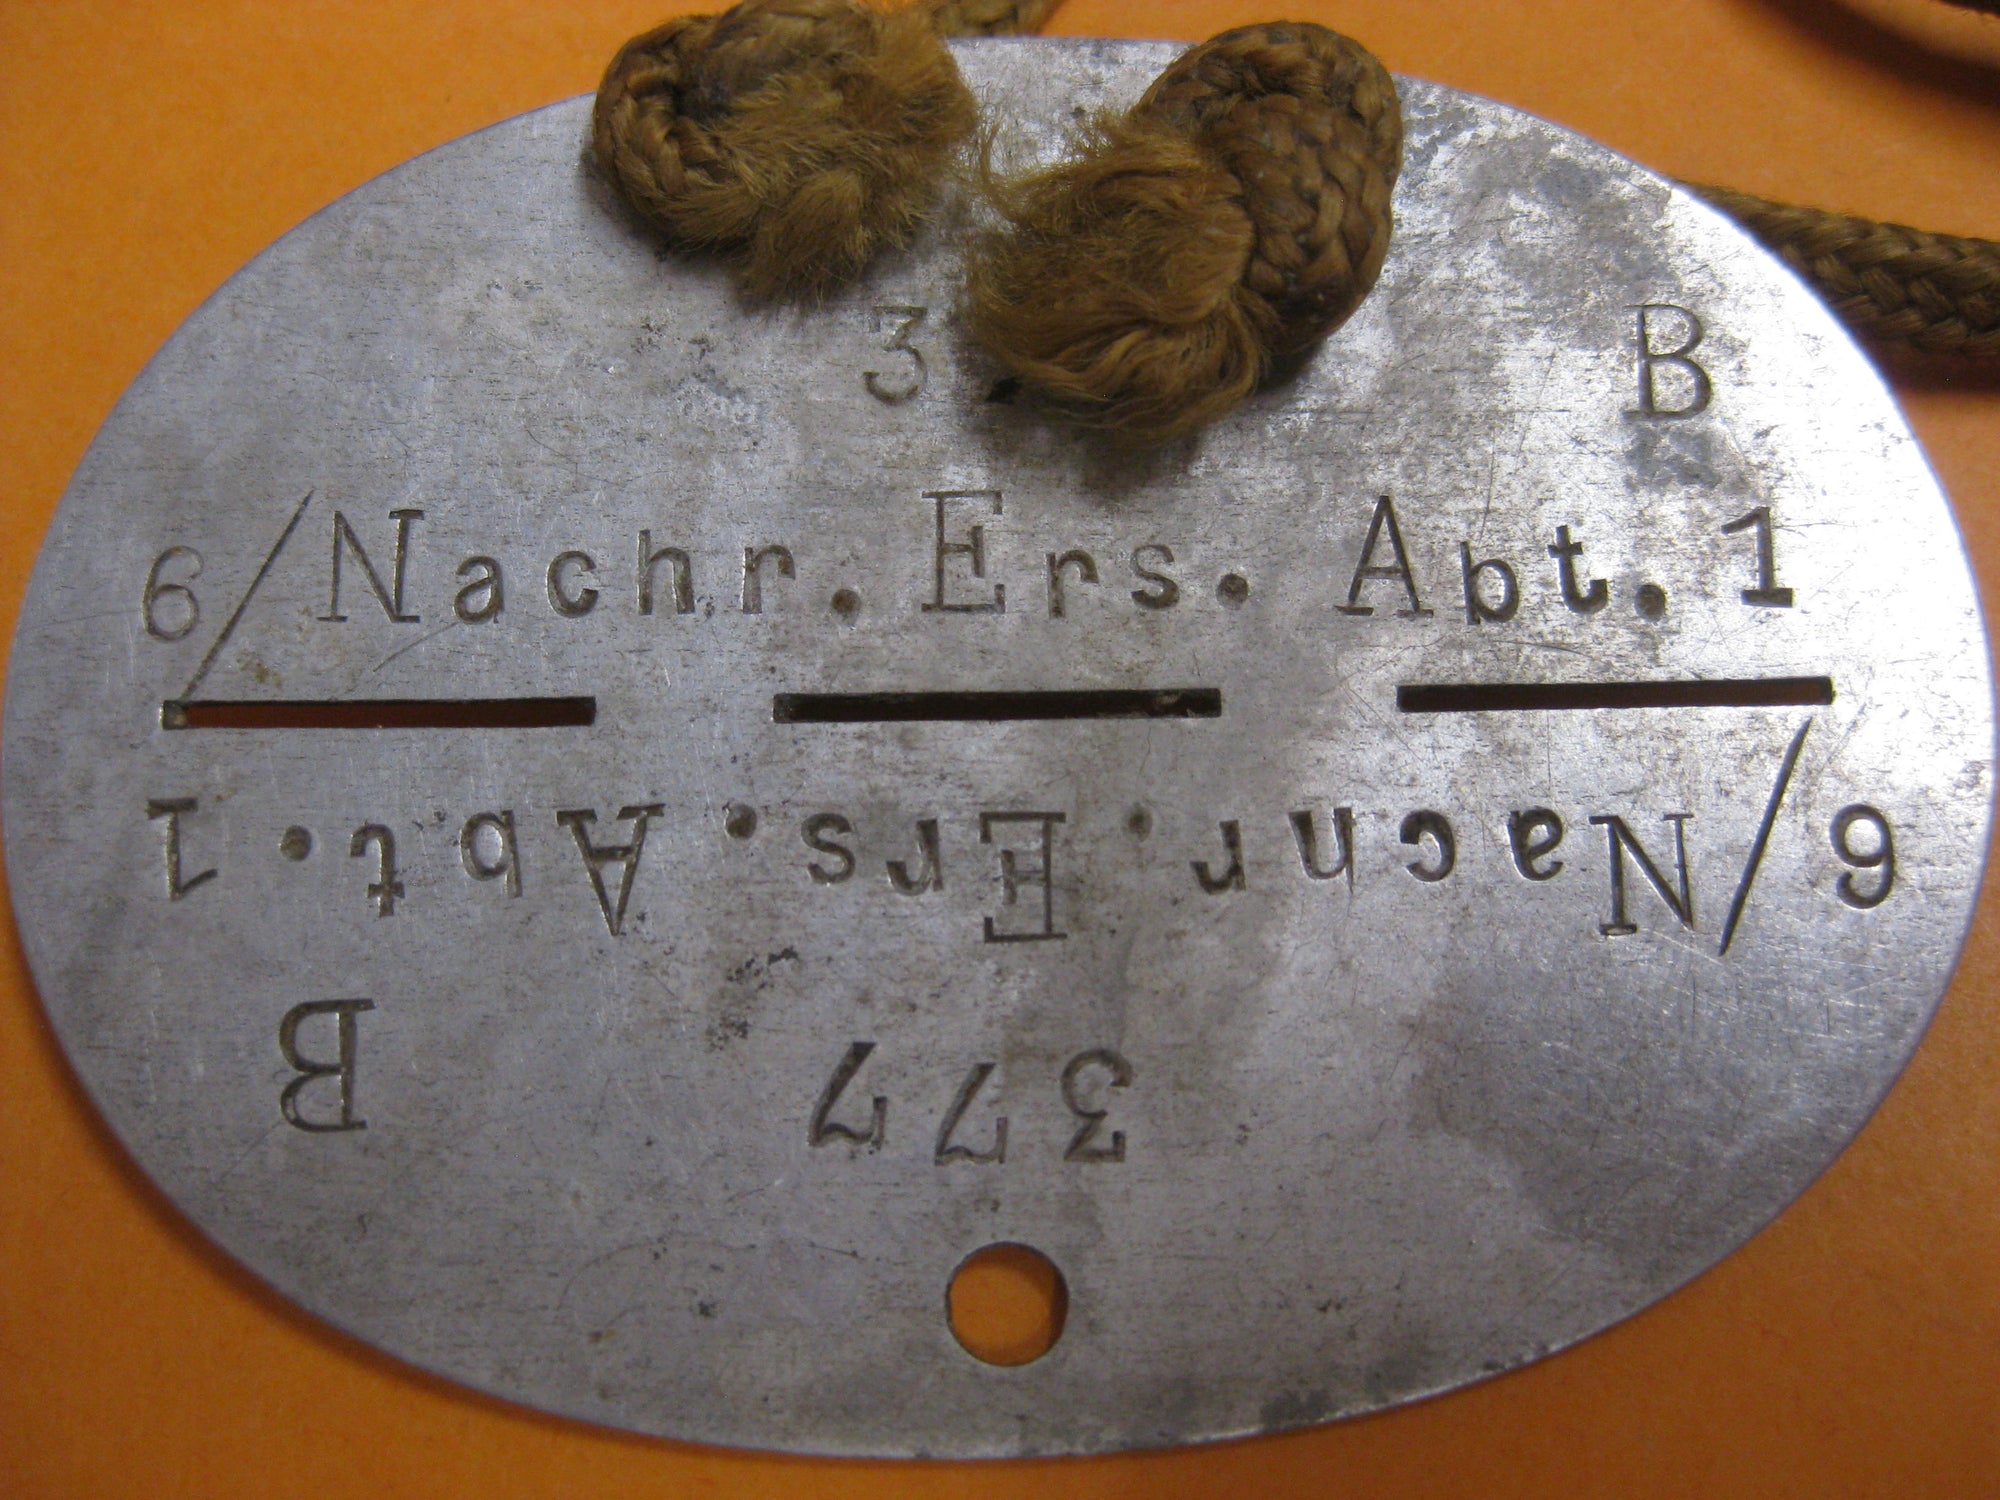 3 B
6/Nachr. Ers. Abt. 1
6/Nachr. Ers. Abt. 1
377 B